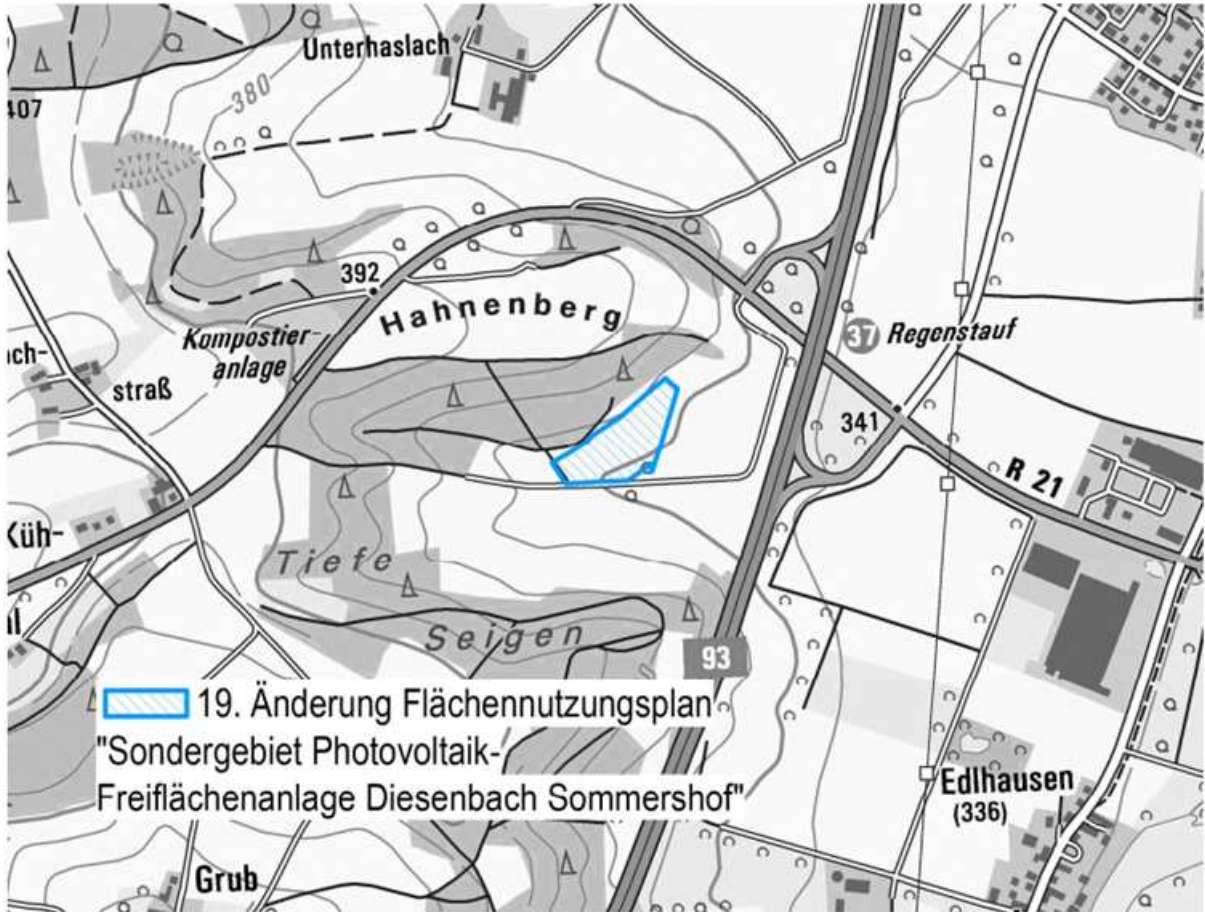 Unterhaslach
380
407
392
Hahnenberg
Kompostier-
anlage
37 Regenstauf
ach-
straß
341
R 21
Küh-
Tiefe
Seigen
93
19. Änderung Flächennutzungsplan
"Sondergebiet Photovoltaik-
Freiflächenanlage Diesenbach Sommershof"
Edlhausen
(336)
Grub